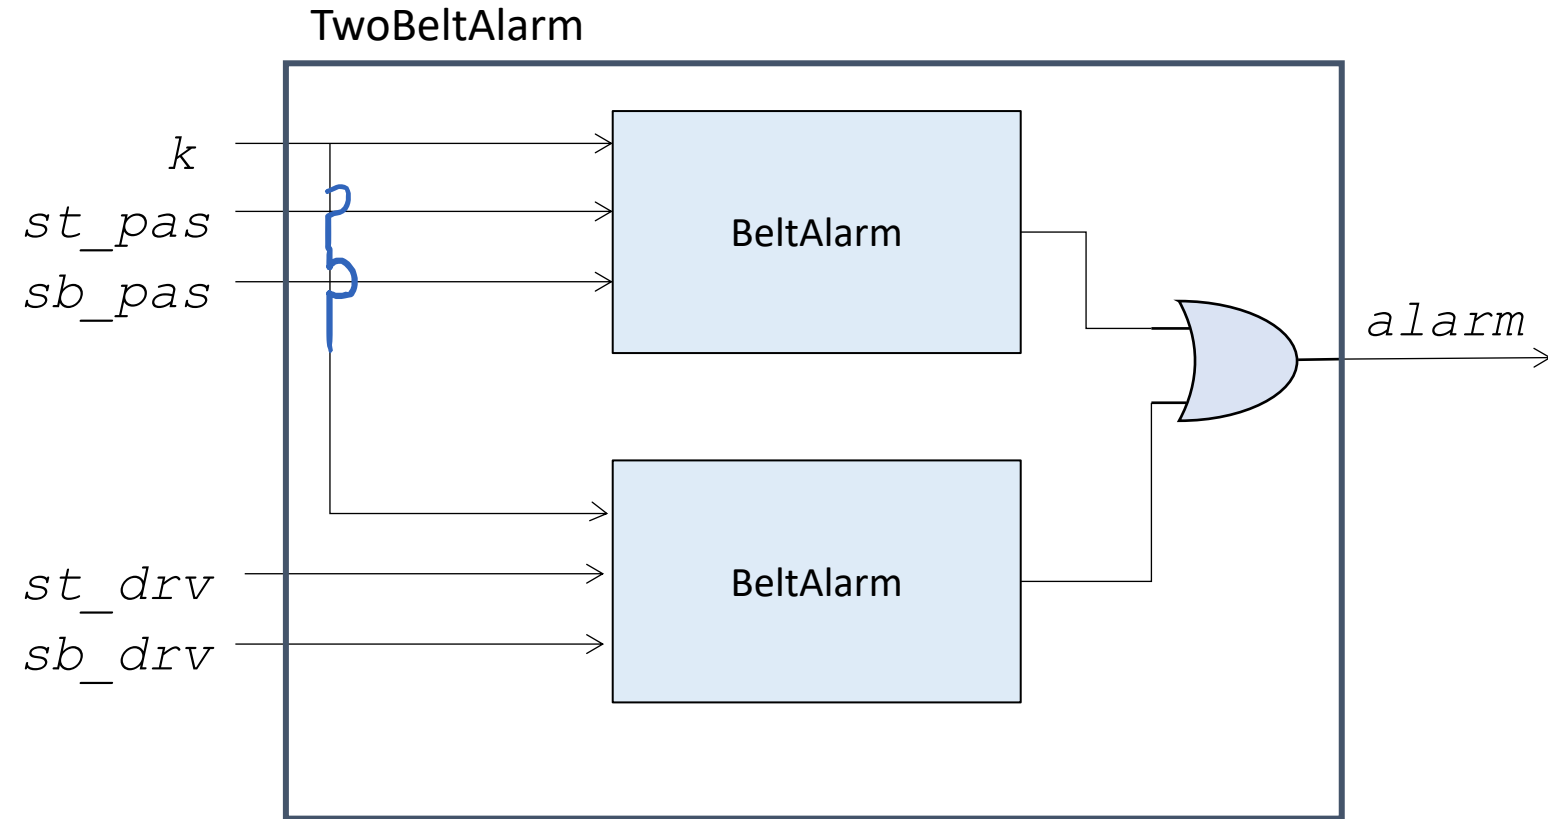 TwoBeltAlarm
k
st_pas
sb_pas
BeltAlarm
alarm
BeltAlarm
st_drv
sb_drv